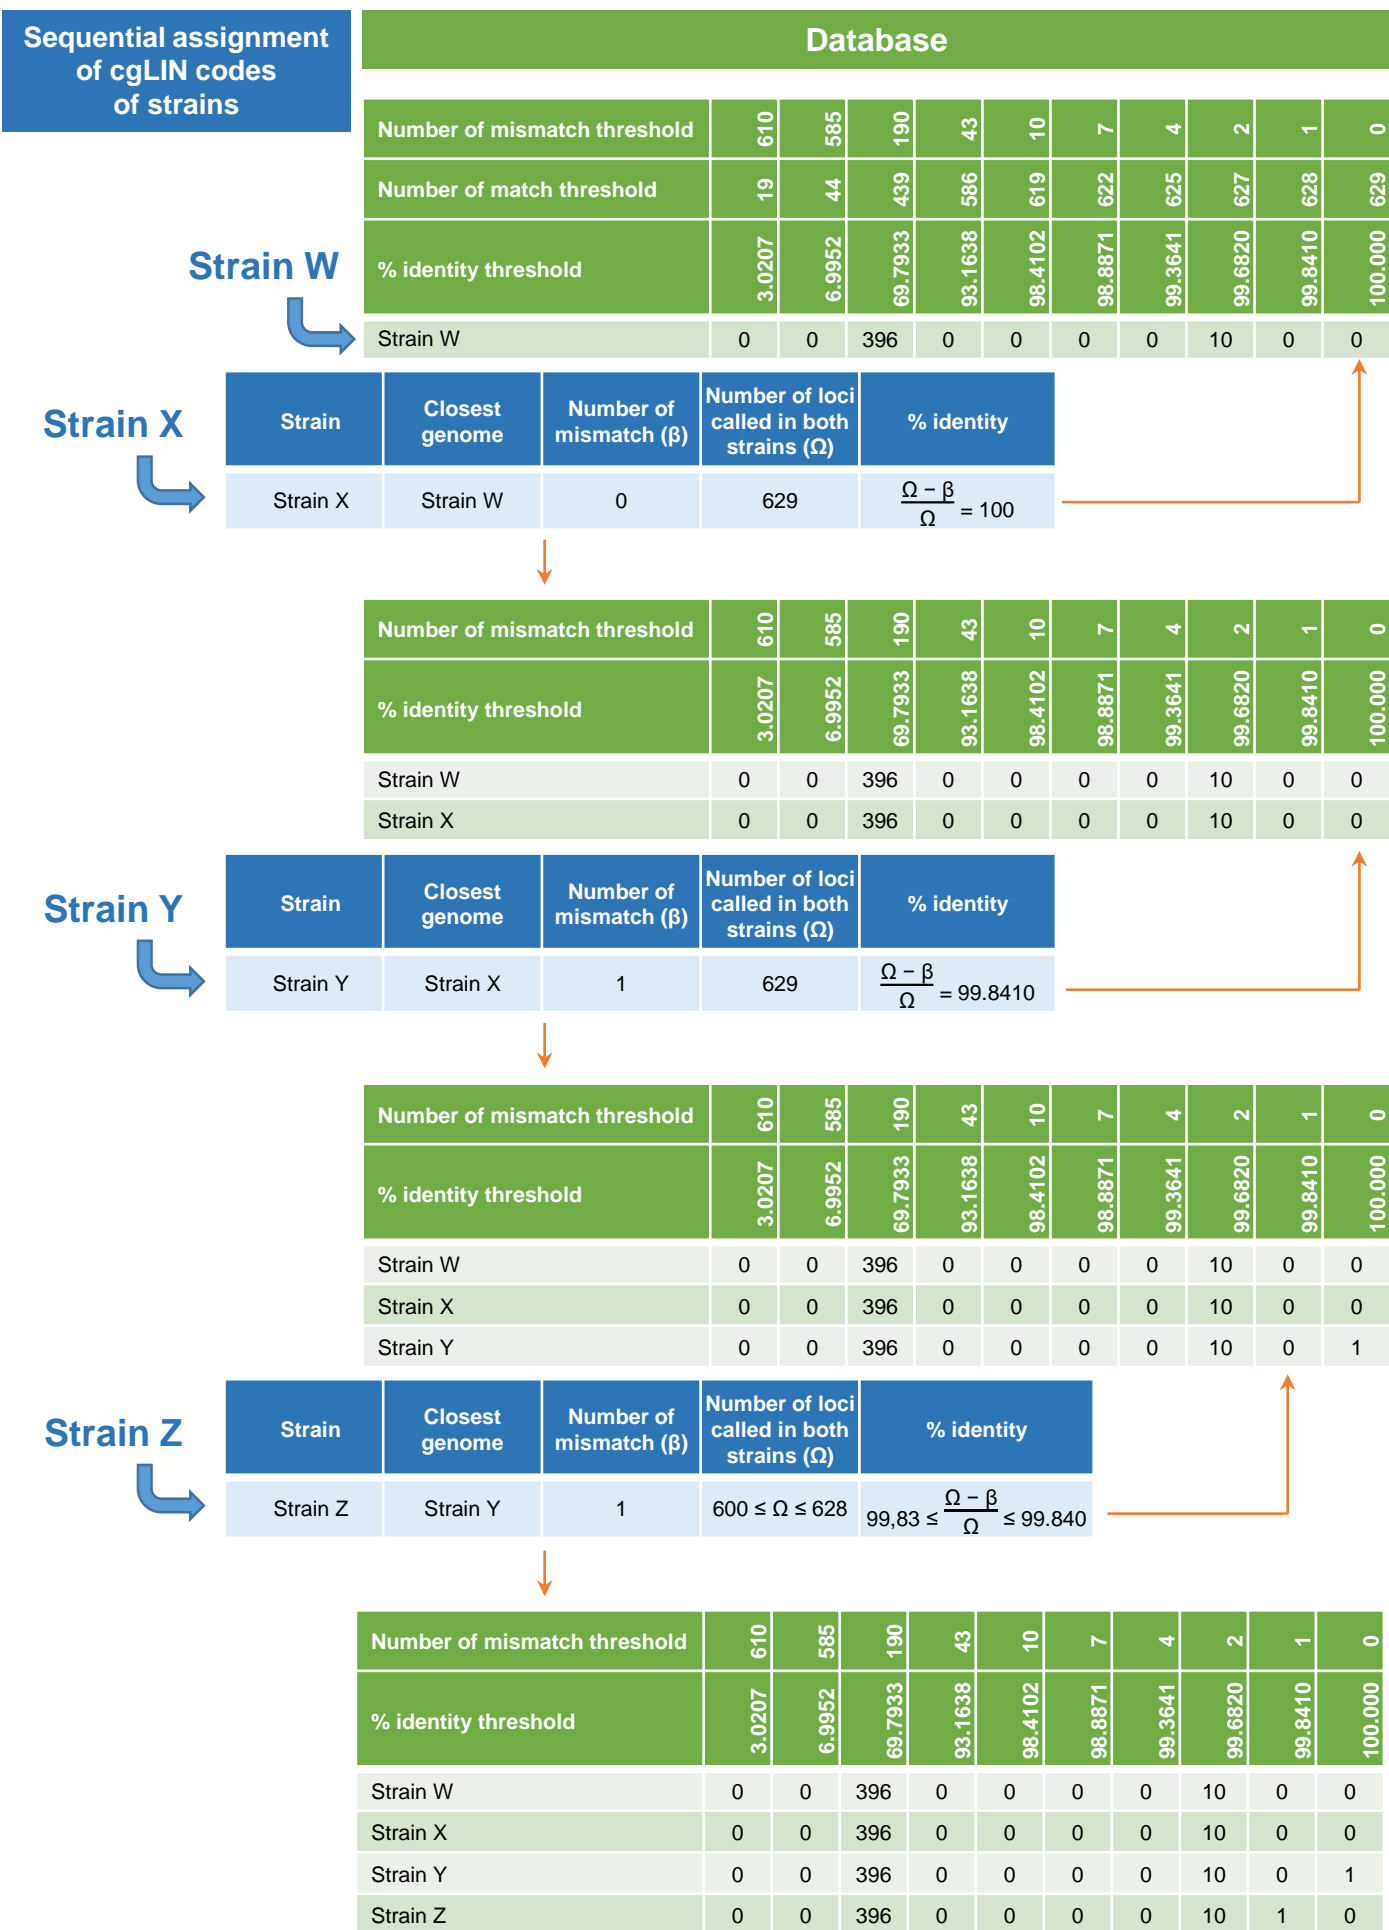 Sequential assignment
of cgLIN codes
of strains
Database
Number of mismatch threshold 610 585 190 43 10 7 4 2 1 0
Number of match threshold 19 44 439 586 619 622 625 627 628 629
% identity threshold 3.0207 6.9952 69.7933 93.1638 98.4102 98.8871 99.3641 99.6820 99.8410 100.000
Strain W
Strain W 0 0 396 0 0 0 0 10 0 0
Strain X
Strain Closest genome Number of mismatch (β) Number of loci called in both strains (Ω) % identity
Strain X Strain W 0 629 Ω − β / Ω = 100
Number of mismatch threshold 610 585 190 43 10 7 4 2 1 0
% identity threshold 3.0207 6.9952 69.7933 93.1638 98.4102 98.8871 99.3641 99.6820 99.8410 100.000
Strain W 0 0 396 0 0 0 0 10 0 0
Strain X 0 0 396 0 0 0 0 10 0 0
Strain Y
Strain Closest genome Number of mismatch (β) Number of loci called in both strains (Ω) % identity
Strain Y Strain X 1 629 Ω − β / Ω = 99.8410
Number of mismatch threshold 610 585 190 43 10 7 4 2 1 0
% identity threshold 3.0207 6.9952 69.7933 93.1638 98.4102 98.8871 99.3641 99.6820 99.8410 100.000
Strain W 0 0 396 0 0 0 0 10 0 0
Strain X 0 0 396 0 0 0 0 10 0 0
Strain Y 0 0 396 0 0 0 0 10 0 1
Strain Z
Strain Closest genome Number of mismatch (β) Number of loci called in both strains (Ω) % identity
Strain Z Strain Y 1 600 ≤ Ω ≤ 628 99,83 ≤ Ω − β / Ω ≤ 99.840
Number of mismatch threshold 610 585 190 43 10 7 4 2 1 0
% identity threshold 3.0207 6.9952 69.7933 93.1638 98.4102 98.8871 99.3641 99.6820 99.8410 100.000
Strain W 0 0 396 0 0 0 0 10 0 0
Strain X 0 0 396 0 0 0 0 10 0 0
Strain Y 0 0 396 0 0 0 0 10 0 1
Strain Z 0 0 396 0 0 0 0 10 1 0